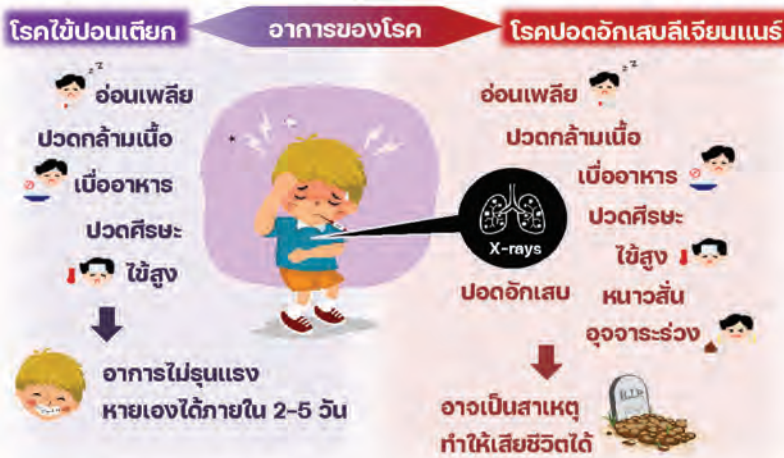 โรคไข้ปอนเตียก
อาการของโรค
โรคปอดอักเสบลีเจียนแนร์
อ่อนเพลีย
ปวดกล้ามเนื้อ
เบื่ออาหาร
ปวดศีรษะ
ไข้สูง
อาการไม่รุนแรง
หายเองได้ภายใน 2-5 วัน
X-rays
ปอดอักเสบ
อ่อนเพลีย
ปวดกล้ามเนื้อ
เบื่ออาหาร
ปวดศีรษะ
ไข้สูง
หนาวสั่น
อุจจาระร่วง
อาจเป็นสาเหตุ
ทำให้เสียชีวิตได้
R.I.P